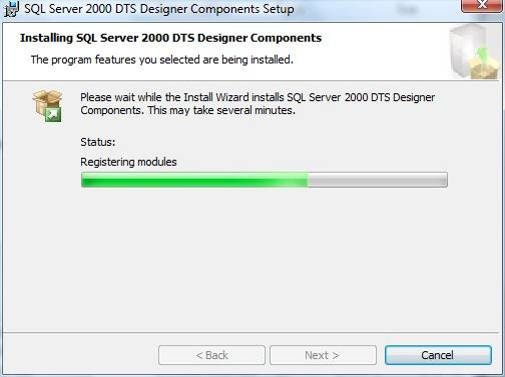 SQL Server 2000 DTS Designer Components Setup
Installing SQL Server 2000 DTS Designer Components
The program features you selected are being installed.
Please wait while the Install Wizard installs SQL Server 2000 DTS Designer
Components. This may take several minutes.
Status:
Registering modules
< Back
Next >
Cancel